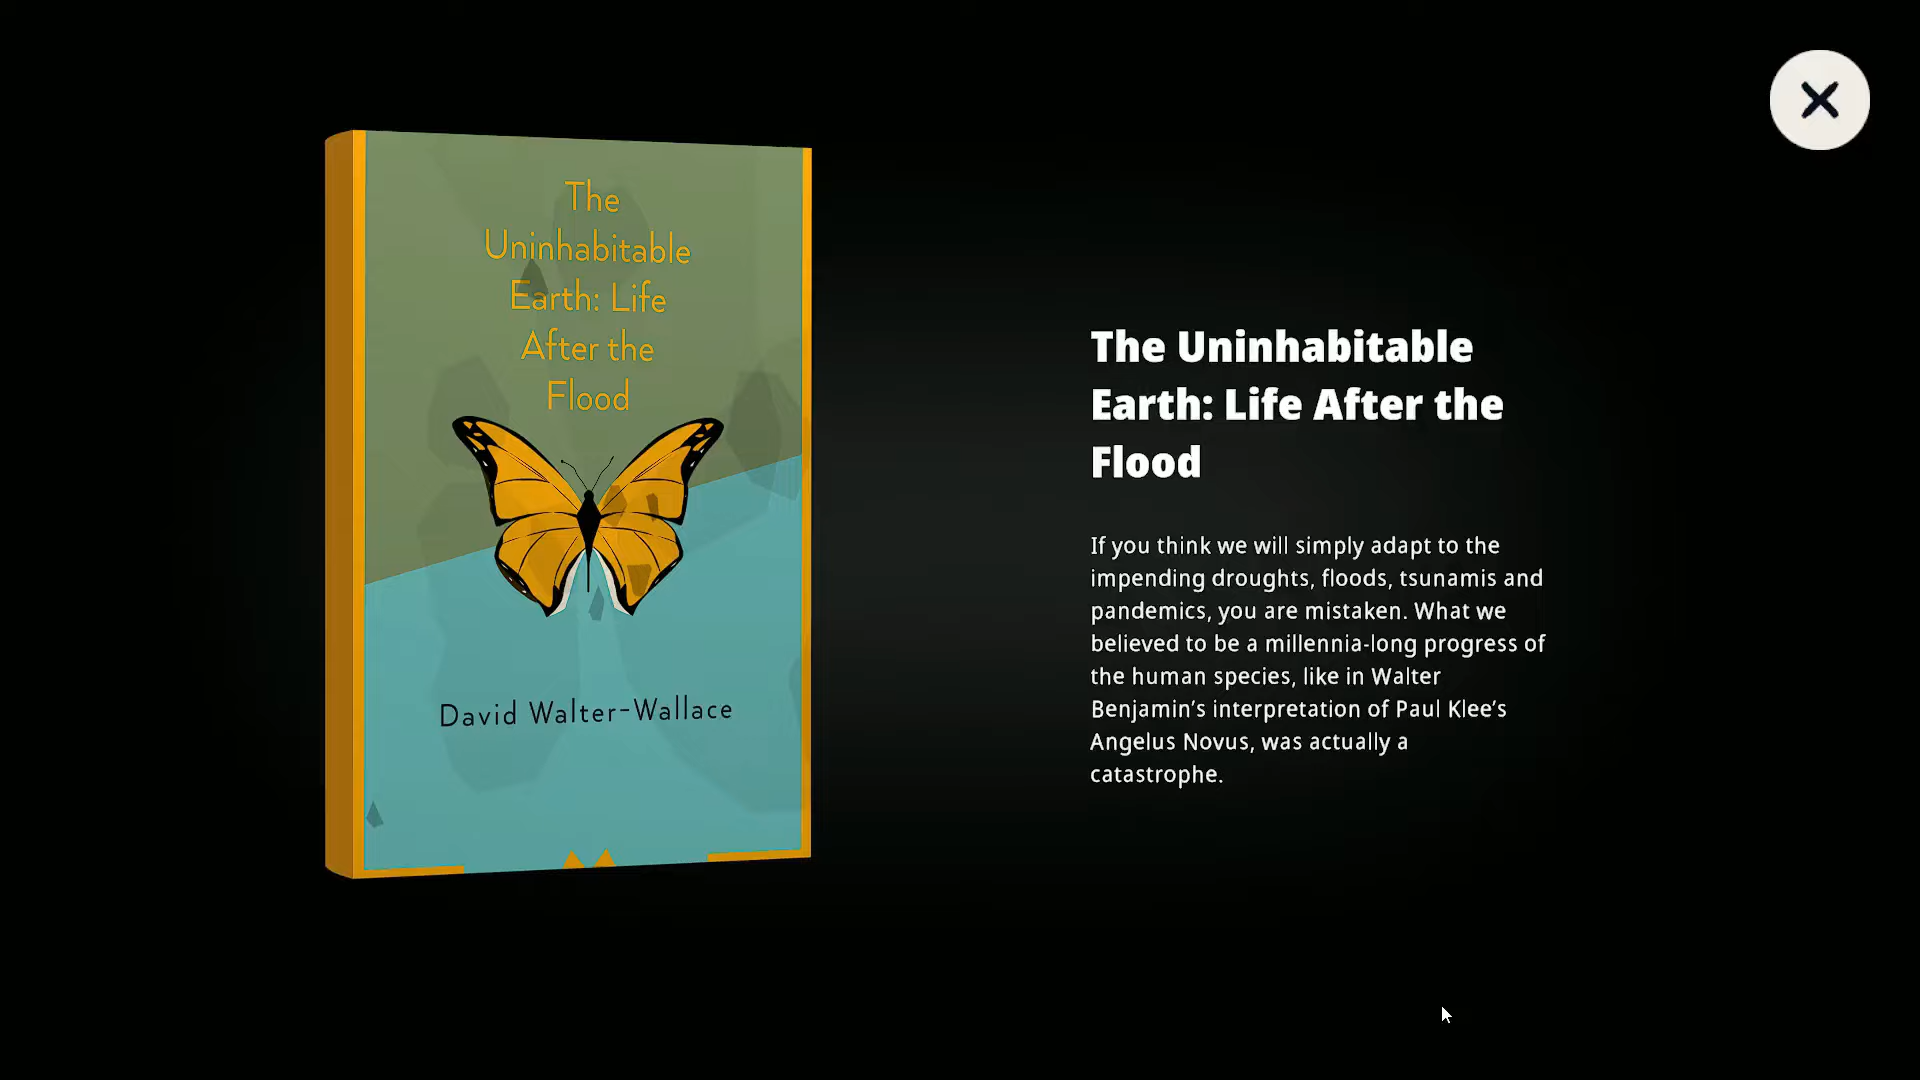 The
Uninhabitable
Earth: Life
After the
Flood
David Walter-Wallace
The Uninhabitable
Earth: Life After the
Flood
If you think we will simply adapt to the
impending droughts, floods, tsunamis and
pandemics, you are mistaken. What we
believed to be a millennia-long progress of
the human species, like in Walter
Benjamin’s interpretation of Paul Klee’s
Angelus Novus, was actually a
catastrophe.